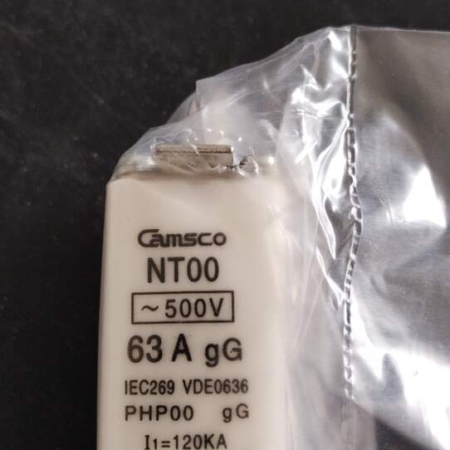 Camsco
NT00
~500V
63 A gG
IEC269 VDE0636
PHP00 gG
I1=120KA